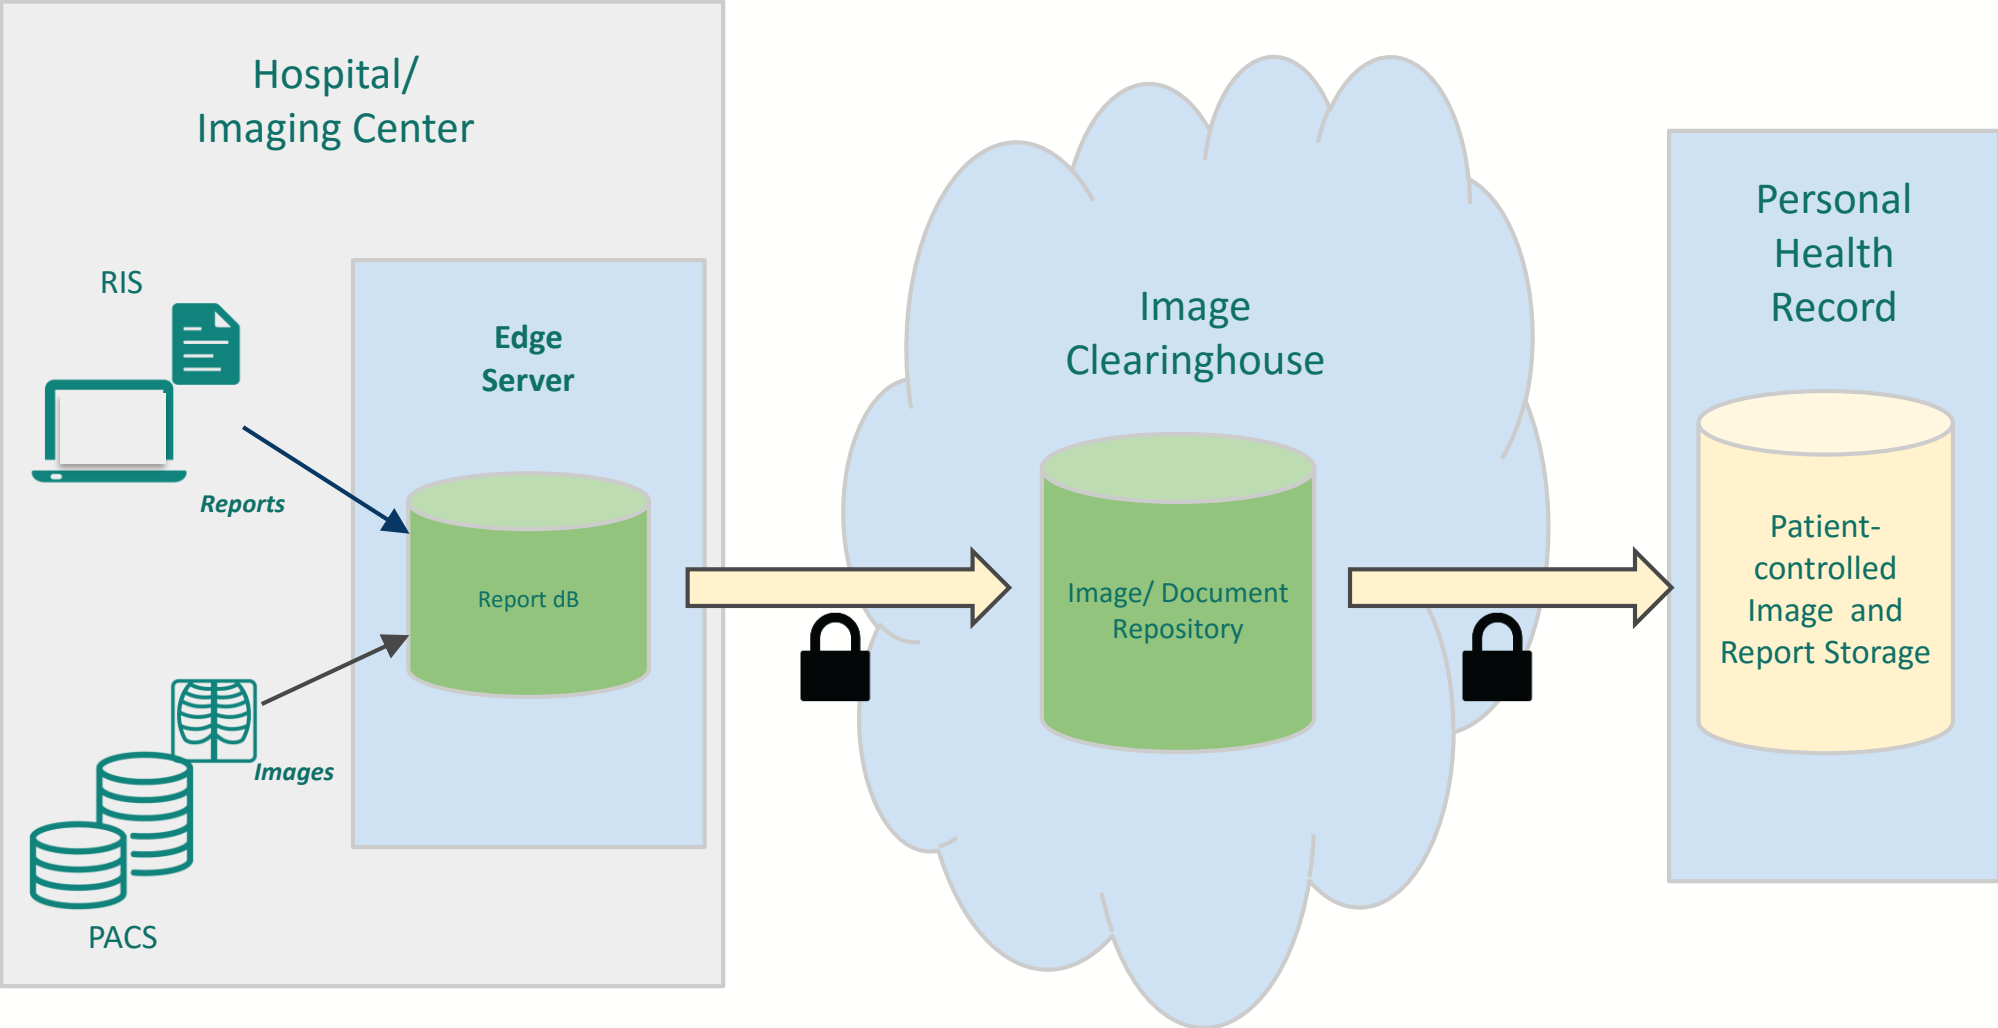 Hospital/
Imaging Center
RIS
Reports
Images
PACS
Edge
Server
Report dB
Image
Clearinghouse
Image/ Document
Repository
Personal
Health
Record
Patient-
controlled
Image and
Report Storage